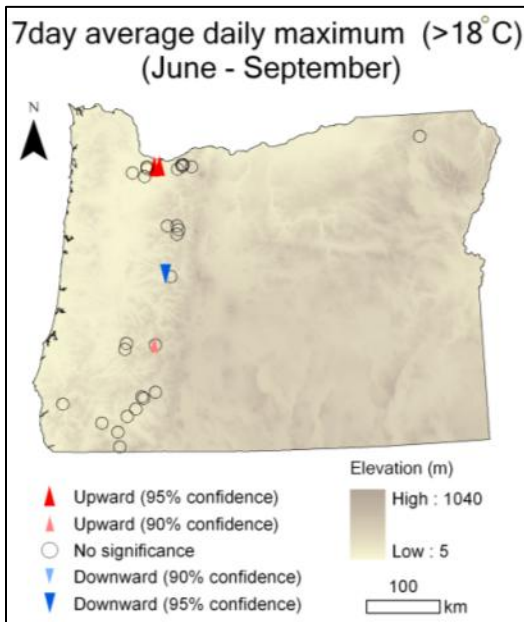 7day average daily maximum (>18°C)
(June - September)
N
Upward (95% confidence)
Upward (90% confidence)
No significance
Downward (90% confidence)
Downward (95% confidence)
Elevation (m)
High : 1040
Low : 5
100
km